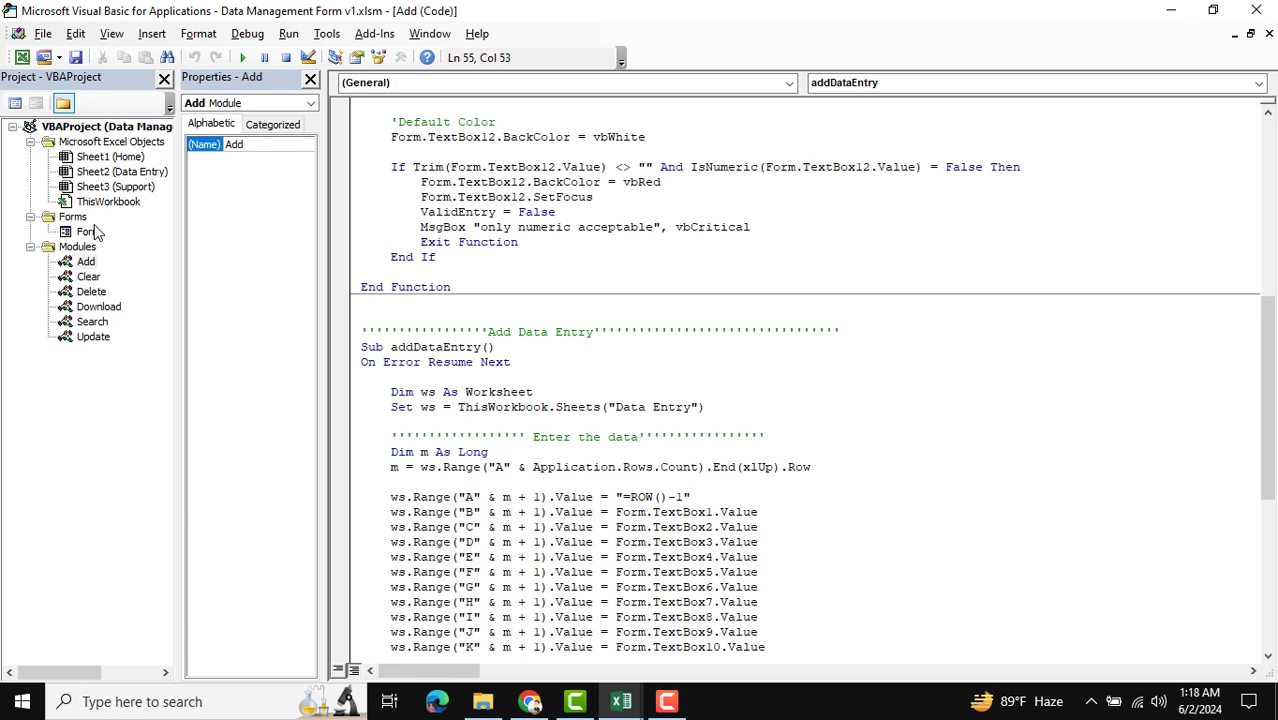 Microsoft Visual Basic for Applications - Data Management Form v1.xlsm - [Add (Code)]
File Edit View Insert Format Debug Run Tools Add-Ins Window Help
Ln 55, Col 53
Project - VBAProject
Properties - Add
(General)
addDataEntry
Add Module
Alphabetic Categorized
(Name) Add
VBAProject (Data Manag
Microsoft Excel Objects
Sheet1 (Home)
Sheet2 (Data Entry)
Sheet3 (Support)
ThisWorkbook
Forms
Modules
Add
Clear
Delete
Download
Search
Update
'Default Color
Form.TextBox12.BackColor = vbWhite
If Trim(Form.TextBox12.Value) <> "" And IsNumeric(Form.TextBox12.Value) = False Then
Form.TextBox12.BackColor = vbRed
Form.TextBox12.SetFocus
ValidEntry = False
MsgBox "only numeric acceptable", vbCritical
Exit Function
End If
End Function
'''''''''''''''''Add Data Entry'''''''''''''''''''''''''''''''''
Sub addDataEntry()
On Error Resume Next
Dim ws As Worksheet
Set ws = ThisWorkbook.Sheets("Data Entry")
'''''''''''''''''' Enter the data'''''''''''''''''
Dim m As Long
m = ws.Range("A" & Application.Rows.Count).End(xlUp).Row
ws.Range("A" & m + 1).Value = "=ROW()-1"
ws.Range("B" & m + 1).Value = Form.TextBox1.Value
ws.Range("C" & m + 1).Value = Form.TextBox2.Value
ws.Range("D" & m + 1).Value = Form.TextBox3.Value
ws.Range("E" & m + 1).Value = Form.TextBox4.Value
ws.Range("F" & m + 1).Value = Form.TextBox5.Value
ws.Range("G" & m + 1).Value = Form.TextBox6.Value
ws.Range("H" & m + 1).Value = Form.TextBox7.Value
ws.Range("I" & m + 1).Value = Form.TextBox8.Value
ws.Range("J" & m + 1).Value = Form.TextBox9.Value
ws.Range("K" & m + 1).Value = Form.TextBox10.Value
Type here to search
89°F Haze
1:18 AM
6/2/2024